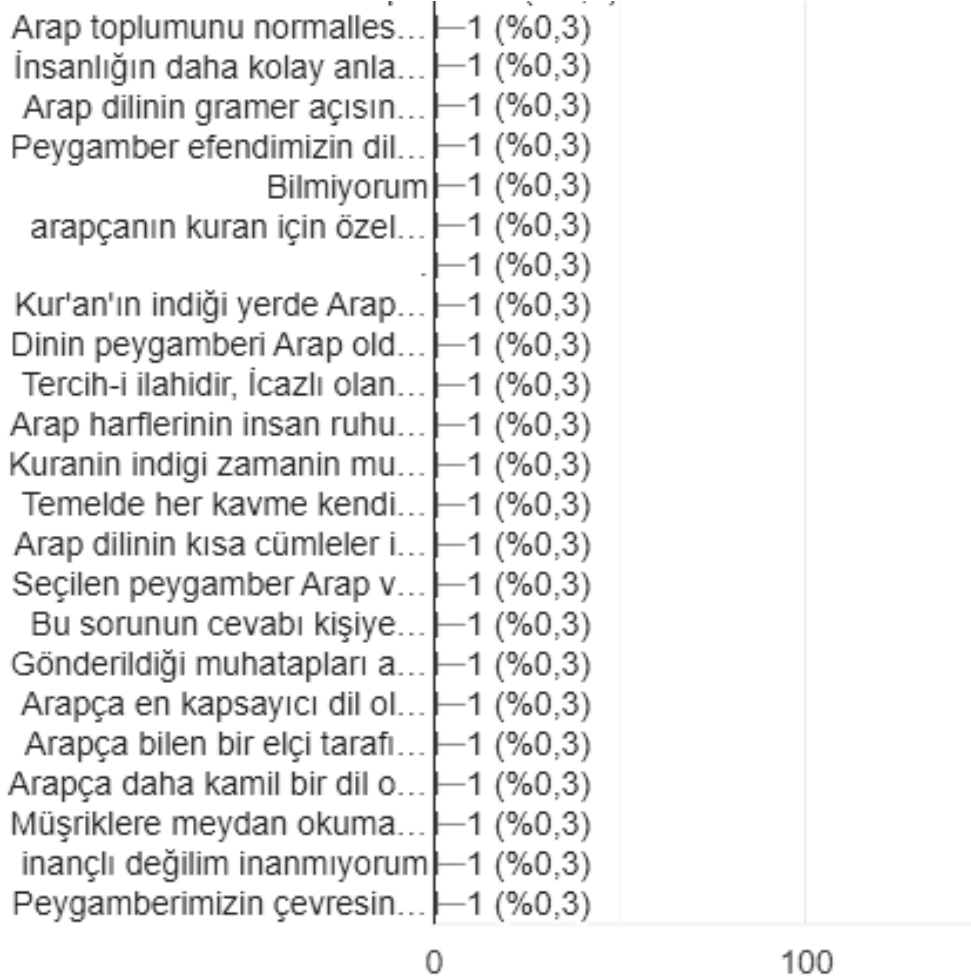 Arap toplumunu normalles... 1 (%0,3)
İnsanlığın daha kolay anla... 1 (%0,3)
Arap dilinin gramer açısın... 1 (%0,3)
Peygamber efendimizin dil... 1 (%0,3)
Bilmiyorum 1 (%0,3)
arapçanın kuran için özel... 1 (%0,3)
. 1 (%0,3)
Kur'an'ın indiği yerde Arap... 1 (%0,3)
Dinin peygamberi Arap old... 1 (%0,3)
Tercih-i ilahidir, İcazlı olan... 1 (%0,3)
Arap harflerinin insan ruhu... 1 (%0,3)
Kuranin indigi zamanin mu... 1 (%0,3)
Temelde her kavme kendi... 1 (%0,3)
Arap dilinin kısa cümleler i... 1 (%0,3)
Seçilen peygamber Arap v... 1 (%0,3)
Bu sorunun cevabı kişiye... 1 (%0,3)
Gönderildiği muhatapları a... 1 (%0,3)
Arapça en kapsayıcı dil ol... 1 (%0,3)
Arapça bilen bir elçi tarafı... 1 (%0,3)
Arapça daha kamil bir dil o... 1 (%0,3)
Müşriklere meydan okuma... 1 (%0,3)
inançlı değilim inanmıyorum 1 (%0,3)
Peygamberimizin çevresin... 1 (%0,3)
0 100